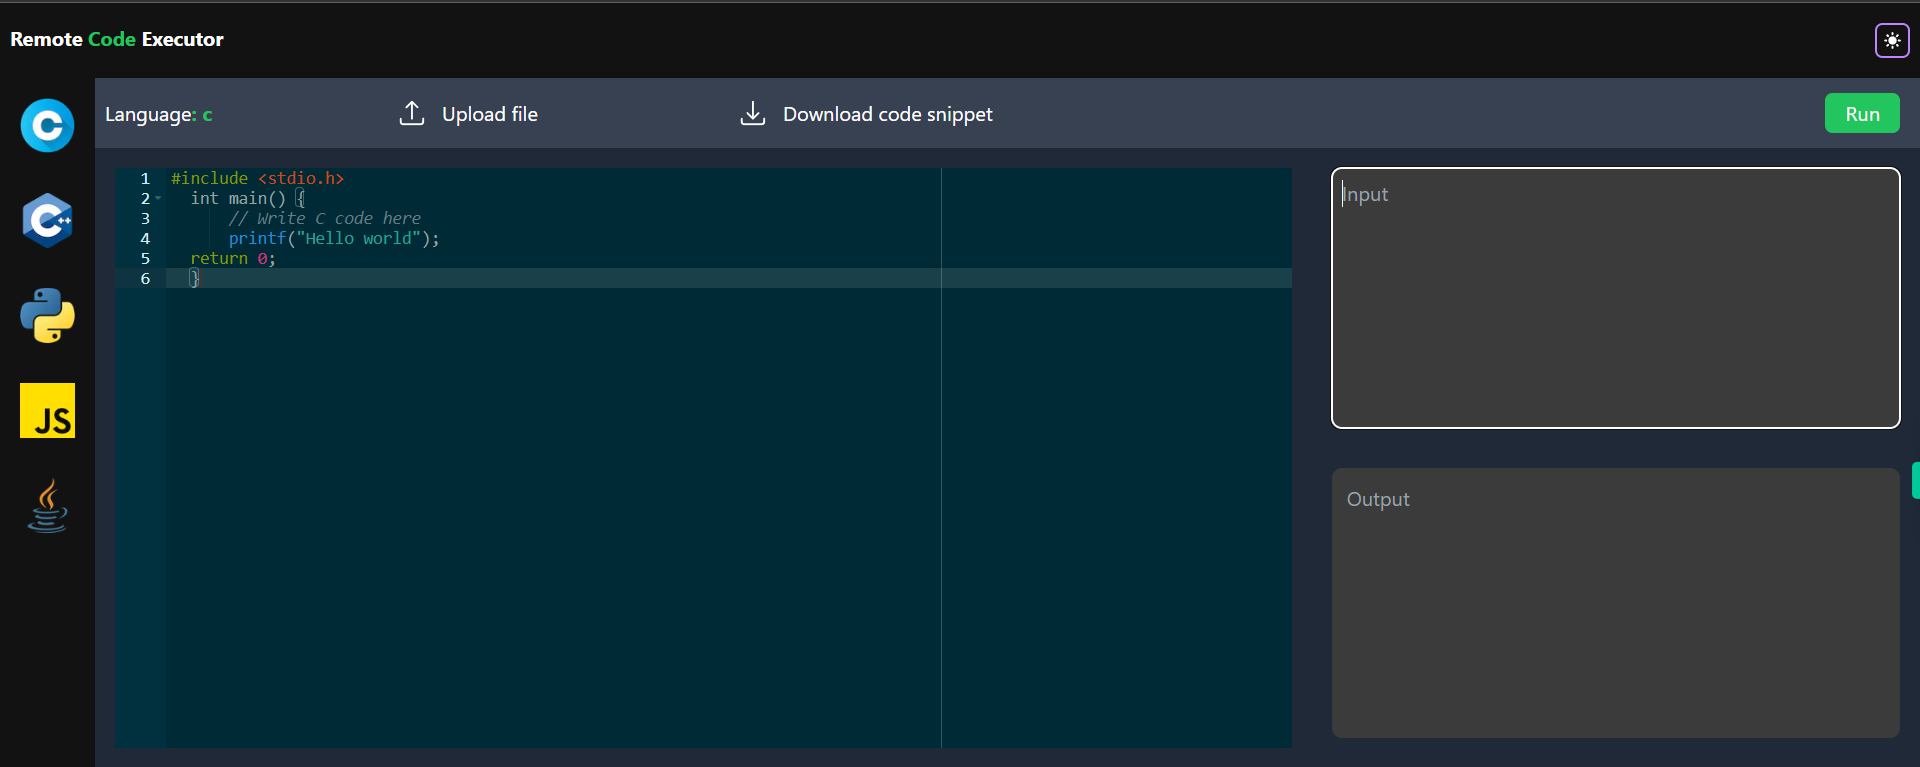 Remote Code Executor
Language: c
Upload file
Download code snippet
Run
C
C++
JS
1 #include <stdio.h>
2 int main() {
3 // Write C code here
4 printf("Hello world");
5 return 0;
6 }
Input
Output